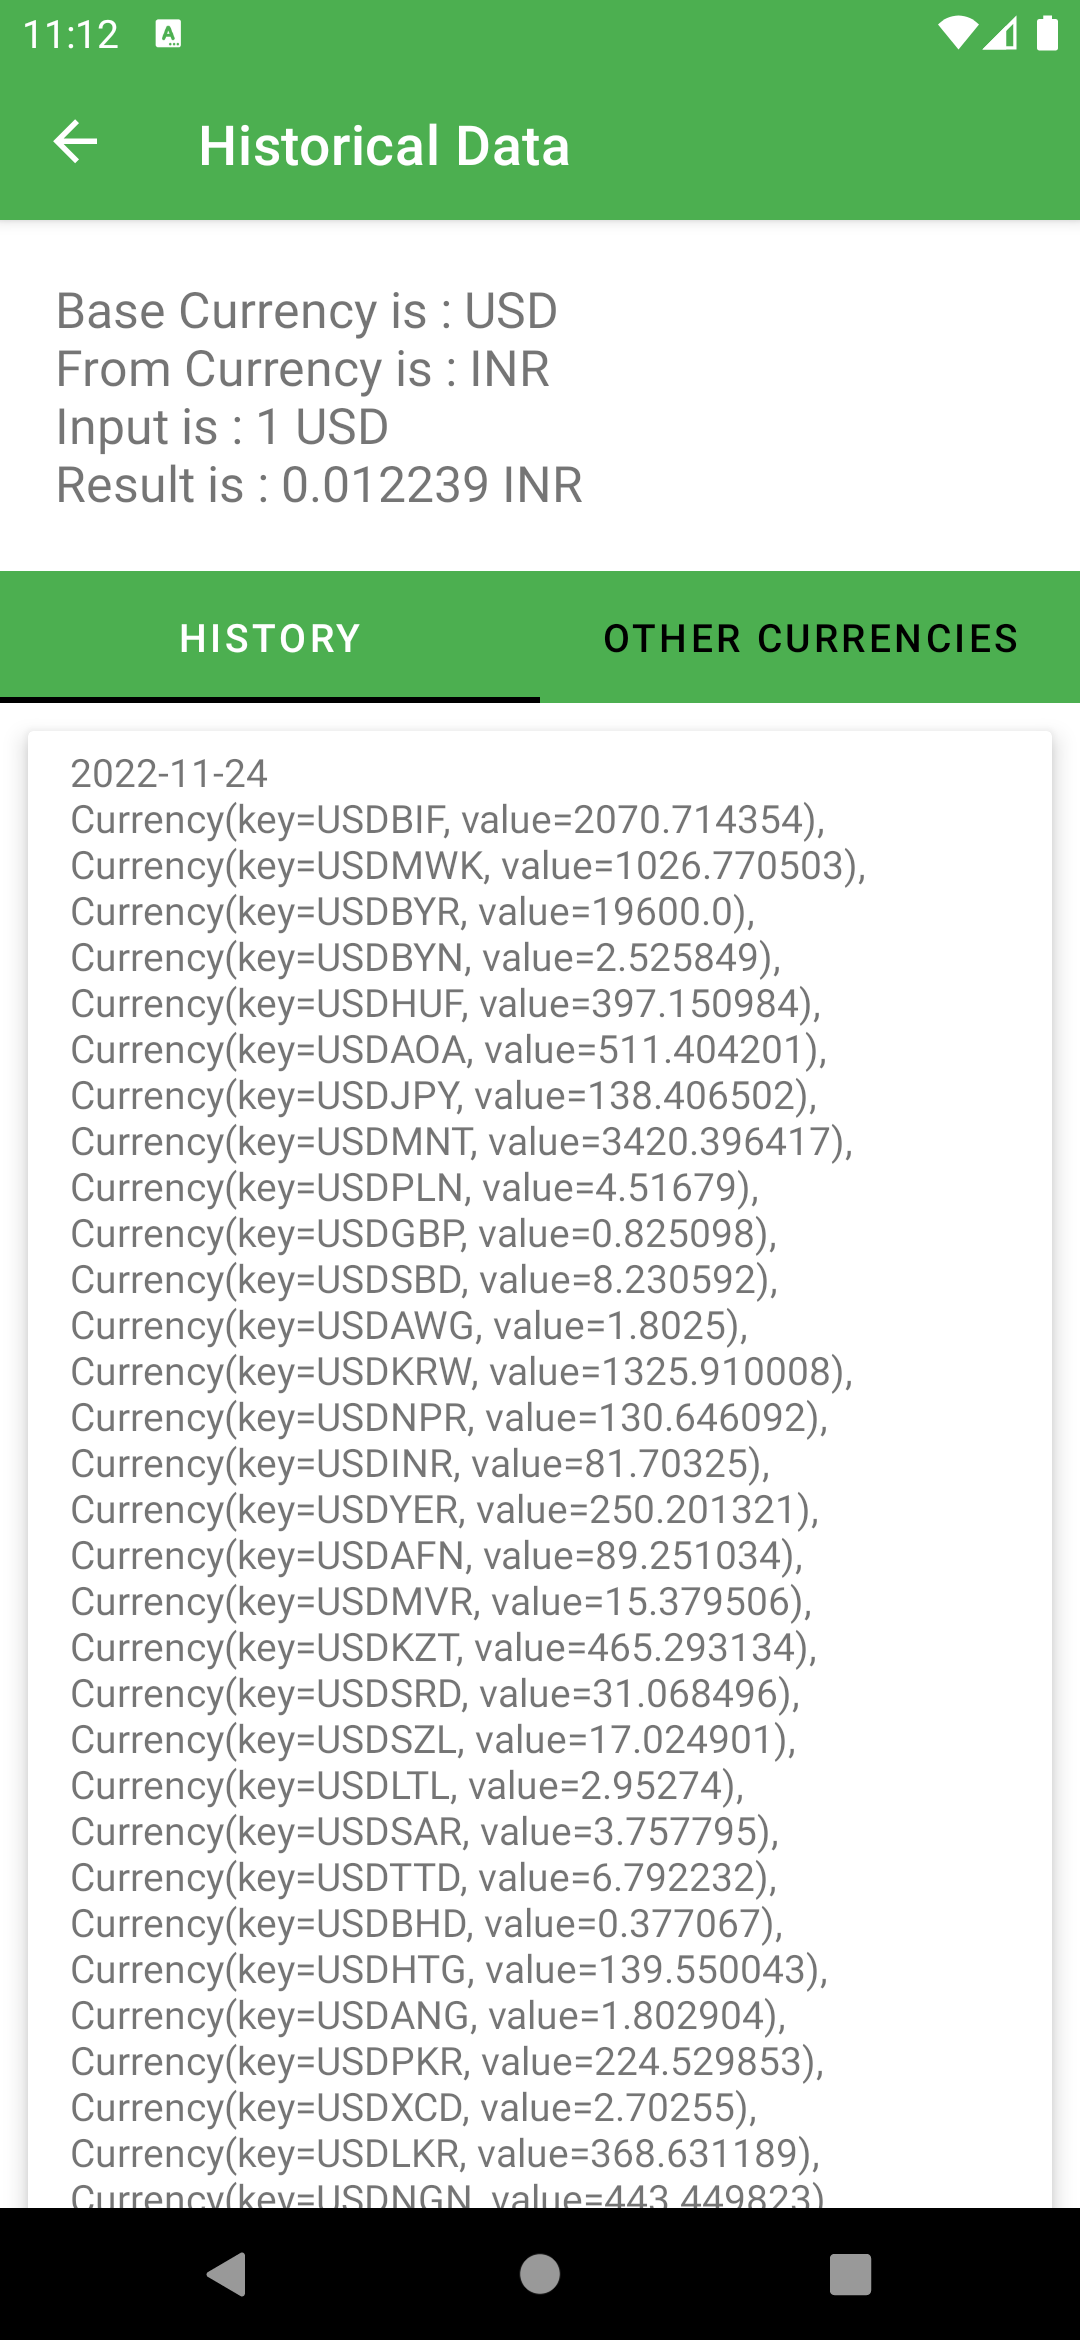 11:12
Historical Data
Base Currency is : USD
From Currency is : INR
Input is : 1 USD
Result is : 0.012239 INR
HISTORY
OTHER CURRENCIES
2022-11-24
Currency(key=USDBIF, value=2070.714354),
Currency(key=USDMWK, value=1026.770503),
Currency(key=USDBYR, value=19600.0),
Currency(key=USDBYN, value=2.525849),
Currency(key=USDHUF, value=397.150984),
Currency(key=USDAOA, value=511.404201),
Currency(key=USDJPY, value=138.406502),
Currency(key=USDMNT, value=3420.396417),
Currency(key=USDPLN, value=4.51679),
Currency(key=USDGBP, value=0.825098),
Currency(key=USDSBD, value=8.230592),
Currency(key=USDAWG, value=1.8025),
Currency(key=USDKRW, value=1325.910008),
Currency(key=USDNPR, value=130.646092),
Currency(key=USDINR, value=81.70325),
Currency(key=USDYER, value=250.201321),
Currency(key=USDAFN, value=89.251034),
Currency(key=USDMVR, value=15.379506),
Currency(key=USDKZT, value=465.293134),
Currency(key=USDSRD, value=31.068496),
Currency(key=USDSZL, value=17.024901),
Currency(key=USDLTL, value=2.95274),
Currency(key=USDSAR, value=3.757795),
Currency(key=USDTTD, value=6.792232),
Currency(key=USDBHD, value=0.377067),
Currency(key=USDHTG, value=139.550043),
Currency(key=USDANG, value=1.802904),
Currency(key=USDPKR, value=224.529853),
Currency(key=USDXCD, value=2.70255),
Currency(key=USDLKR, value=368.631189),
Currency(key=USDNGN, value=443.449823)